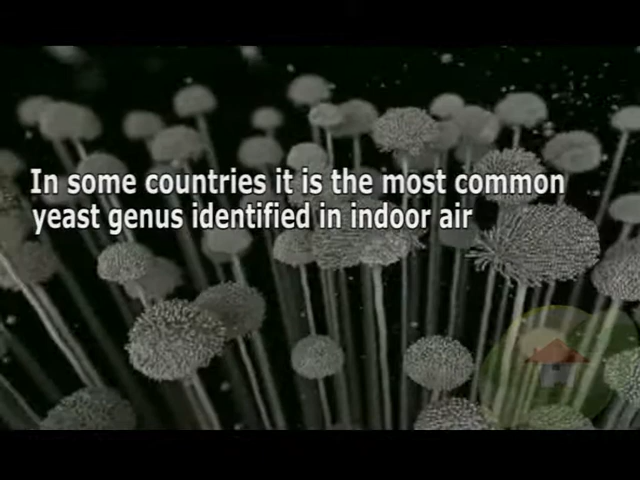 In some countries it is the most common
yeast genus identified in indoor air